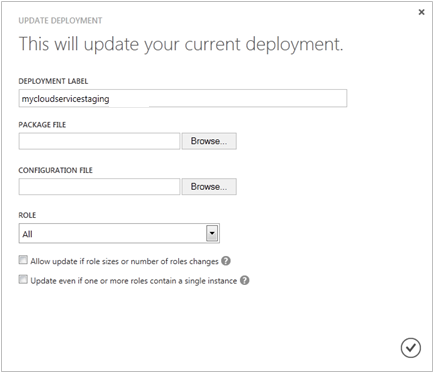 UPDATE DEPLOYMENT
This will update your current deployment.
DEPLOYMENT LABEL
mycloudservicestaging
PACKAGE FILE
Browse...
CONFIGURATION FILE
Browse...
ROLE
All
Allow update if role sizes or number of roles changes ?
Update even if one or more roles contain a single instance ?